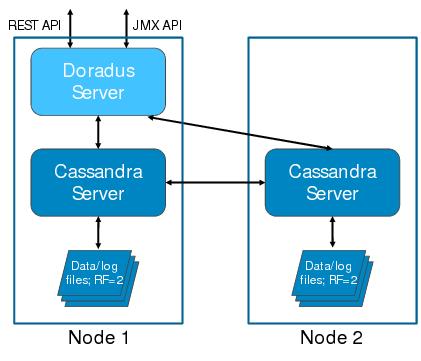 REST API
JMX API
Doradus
Server
Cassandra
Server
Cassandra
Server
Data/log
files; RF=2
Data/log
files; RF=2
Node 1
Node 2